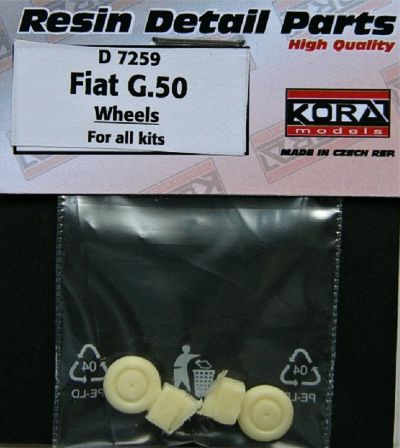 Resin Detail Parts
High Quality
D 7259
Fiat G.50
Wheels
For all kits
KORA
models
MADE IN CZECH REP.
04
PE-LD
04
PE-LD